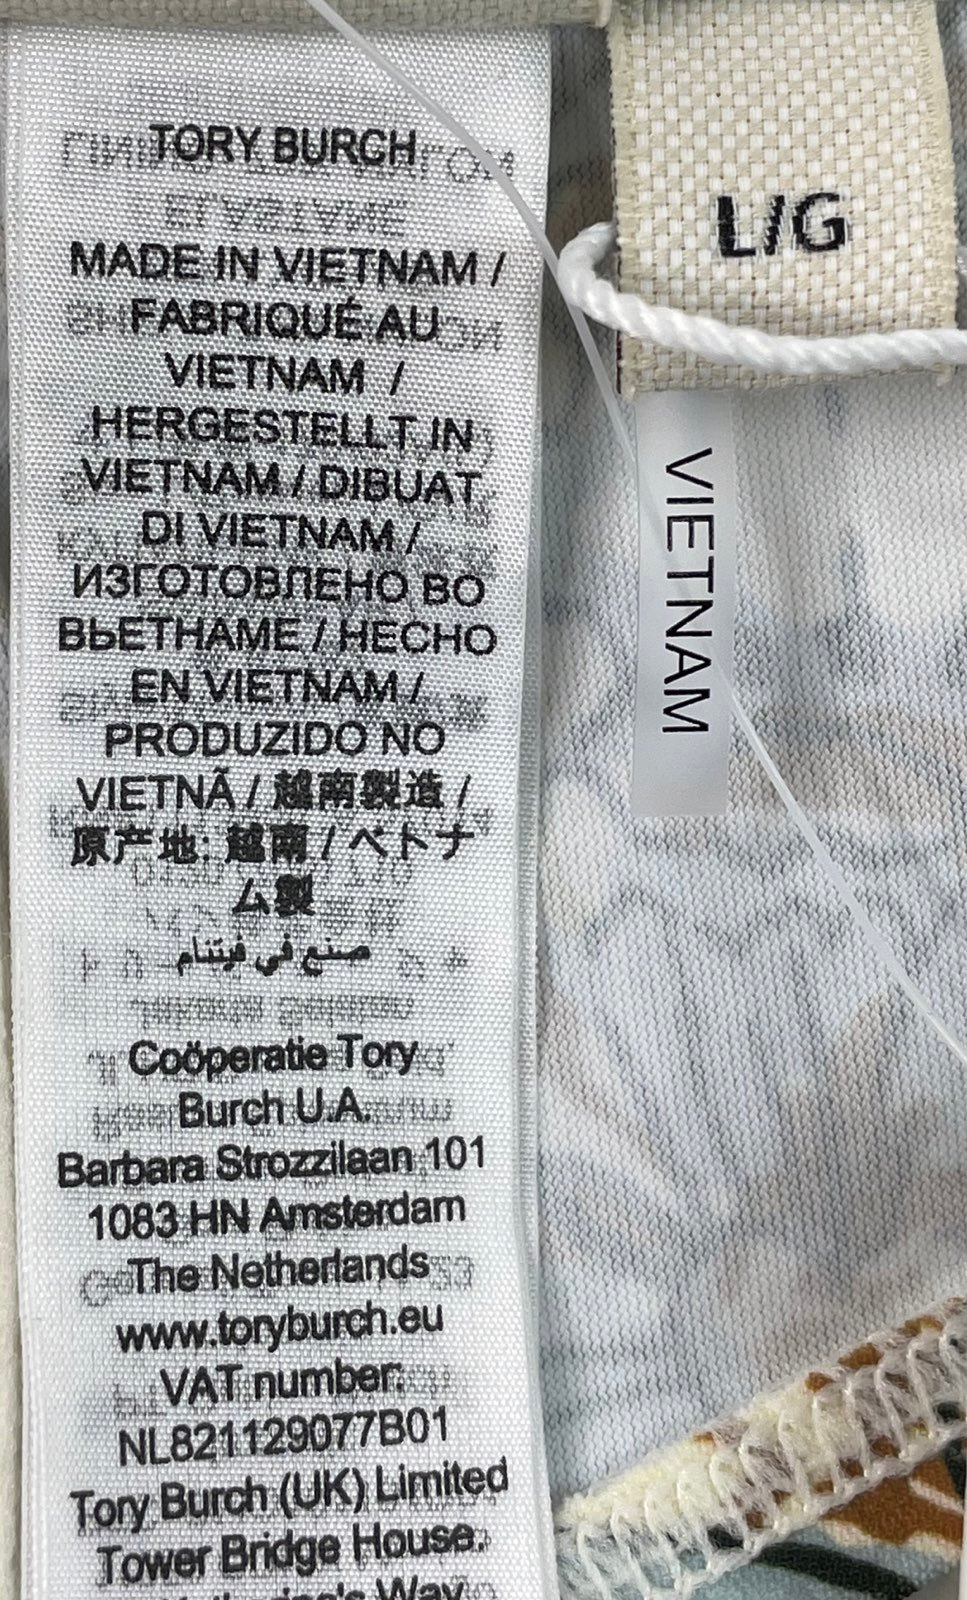 TORY BURCH
MADE IN VIETNAM /
FABRIQUÉ AU
VIETNAM /
HERGESTELLT IN
VIETNAM / DIBUAT
DI VIETNAM /
ИЗГОТОВЛЕНО ВО
ВЬЕТНАМЕ / HECHO
EN VIETNAM /
PRODUZIDO NO
VIETNÃ / 越南製造 /
原产地: 越南 / ベトナ
ム製
صنع في فيتنام
Coöperatie Tory
Burch U.A.
Barbara Strozzilaan 101
1083 HN Amsterdam
The Netherlands
www.toryburch.eu
VAT number:
NL821129077B01
Tory Burch (UK) Limited
Tower Bridge House.
Way
L/G
VIETNAM